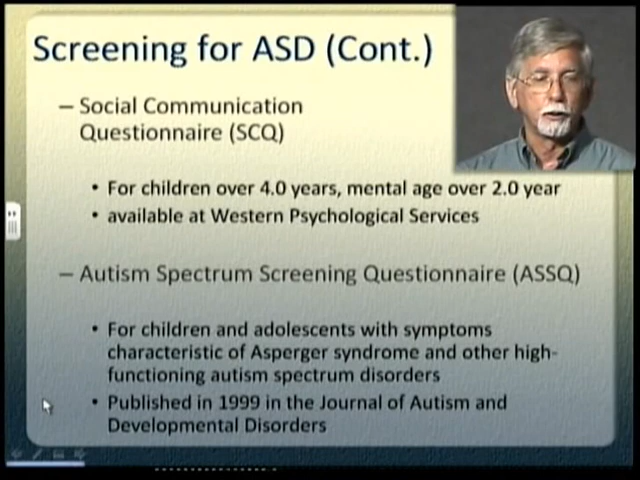 Screening for ASD (Cont.)
– Social Communication
Questionnaire (SCQ)
• For children over 4.0 years, mental age over 2.0 year
• available at Western Psychological Services
– Autism Spectrum Screening Questionnaire (ASSQ)
• For children and adolescents with symptoms
characteristic of Asperger syndrome and other high-
functioning autism spectrum disorders
• Published in 1999 in the Journal of Autism and
Developmental Disorders